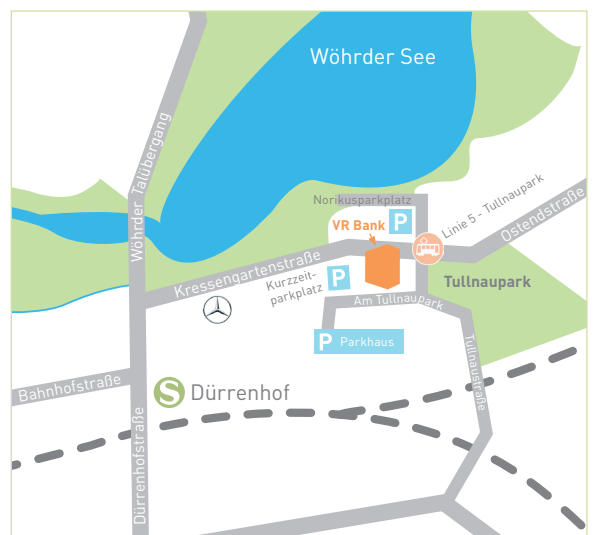 Wöhrder See
Wöhrder Talübergang
Norikusparkplatz
Linie 5 - Tullnaupark
Ostendstraße
P
VR Bank
Kressengartenstraße
Kurzzeit-
parkplatz
P
Tullnaupark
Am Tullnaupark
P Parkhaus
Tullnaustraße
Bahnhofstraße
S Dürrenhof
Dürrenhofstraße